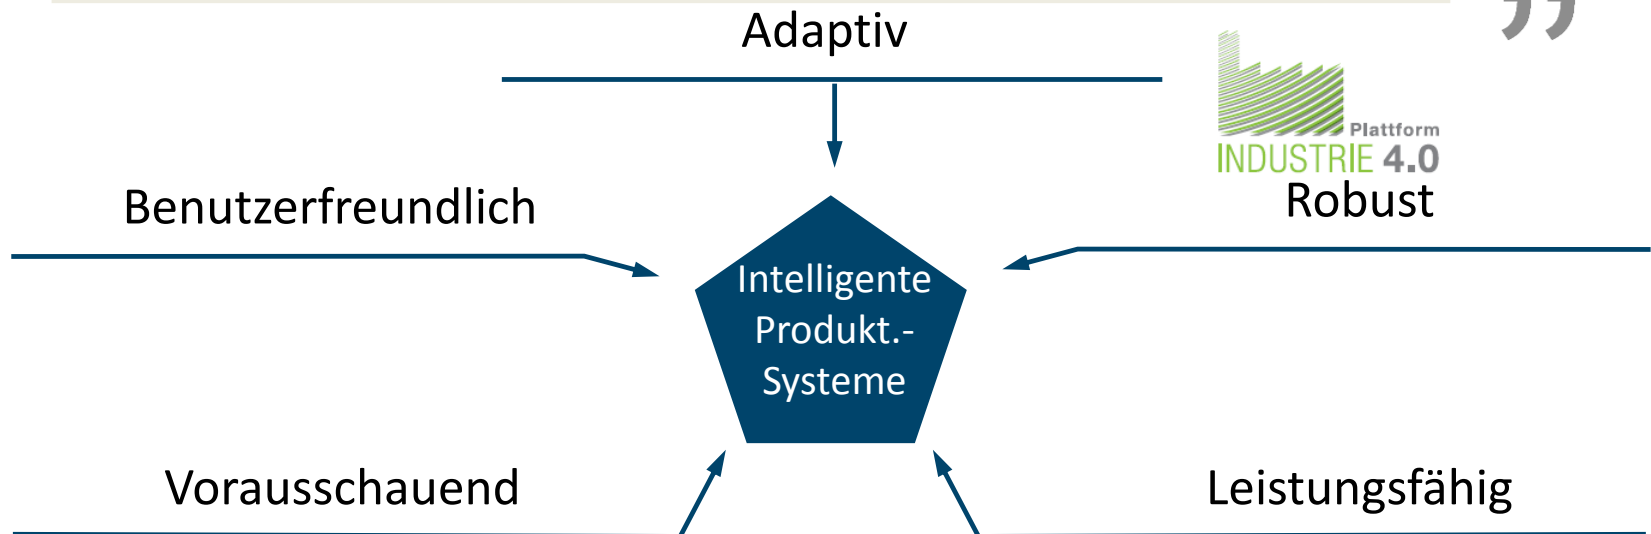 ”
Adaptiv
Plattform
INDUSTRIE 4.0
Benutzerfreundlich
Robust
Intelligente
Produkt.-
Systeme
Vorausschauend
Leistungsfähig